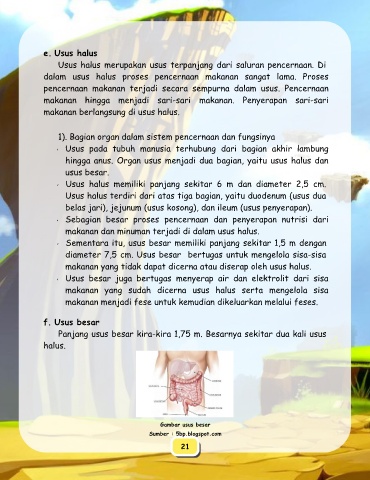 e. Usus halus
Usus halus merupakan usus terpanjang dari saluran pencernaan. Di
dalam usus halus proses pencernaan makanan sangat lama. Proses
pencernaan makanan terjadi secara sempurna dalam usus. Pencernaan
makanan hingga menjadi sari-sari makanan. Penyerapan sari-sari
makanan berlangsung di usus halus.
1). Bagian organ dalam sistem pencernaan dan fungsinya
· Usus pada tubuh manusia terhubung dari bagian akhir lambung
hingga anus. Organ usus menjadi dua bagian, yaitu usus halus dan
usus besar.
· Usus halus memiliki panjang sekitar 6 m dan diameter 2,5 cm.
Usus halus terdiri dari atas tiga bagian, yaitu duodenum (usus dua
belas jari), jejunum (usus kosong), dan ileum (usus penyerapan).
· Sebagian besar proses pencernaan dan penyerapan nutrisi dari
makanan dan minuman terjadi di dalam usus halus.
· Sementara itu, usus besar memiliki panjang sekitar 1,5 m dengan
diameter 7,5 cm. Usus besar bertugas untuk mengelola sisa-sisa
makanan yang tidak dapat dicerna atau diserap oleh usus halus.
· Usus besar juga bertugas menyerap air dan elektrolit dari sisa
makanan yang sudah dicerna usus halus serta mengelola sisa
makanan menjadi fese untuk kemudian dikeluarkan melalui feses.
f. Usus besar
Panjang usus besar kira-kira 1,75 m. Besarnya sekitar dua kali usus
halus.
Gambar usus besar
Sumber : 5bp.blogspot.com
21